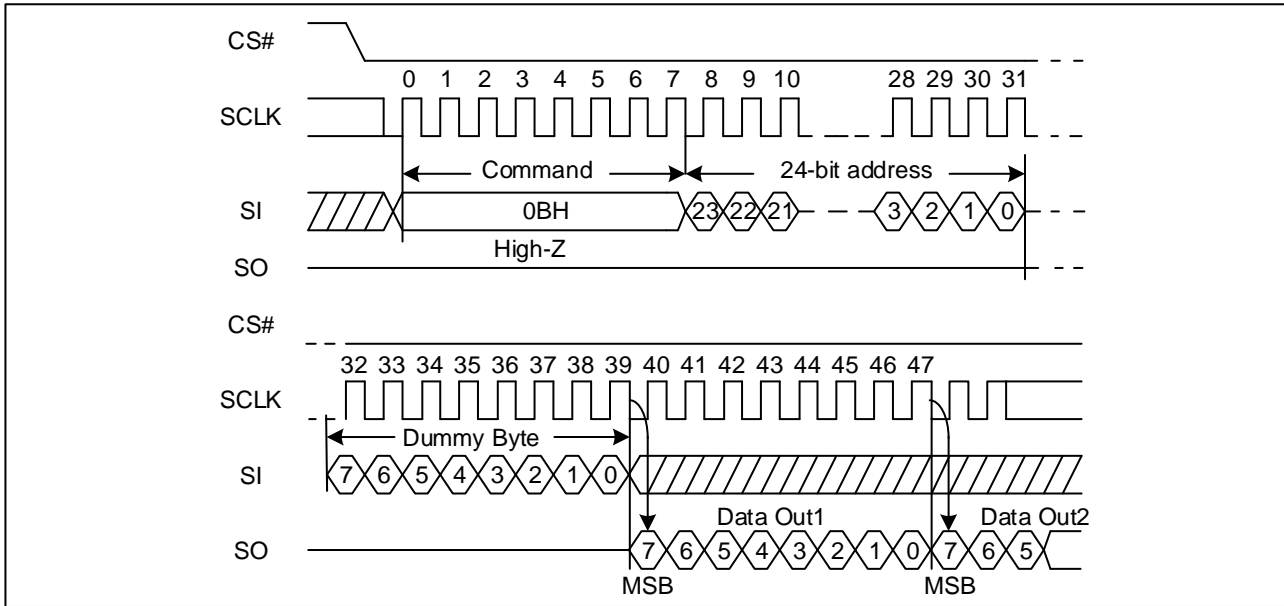 CS#
0 1 2 3 4 5 6 7 8 9 10 28 29 30 31
SCLK
Command 24-bit address
SI 0BH 23 22 21 3 2 1 0
High-Z
SO
CS#
32 33 34 35 36 37 38 39 40 41 42 43 44 45 46 47
SCLK
Dummy Byte
SI 7 6 5 4 3 2 1 0
Data Out1 Data Out2
SO 7 6 5 4 3 2 1 0 7 6 5
MSB MSB